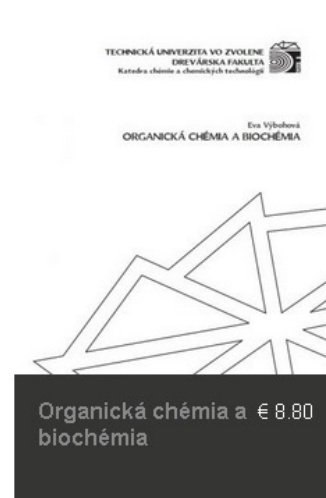 TECHNICKÁ UNIVERZITA VO ZVOLENE
DREVÁRSKA FAKULTA
Katedra chémie a chemických technológií
Eva Výbohová
ORGANICKÁ CHÉMIA A BIOCHÉMIA
Organická chémia a € 8.80
biochémia